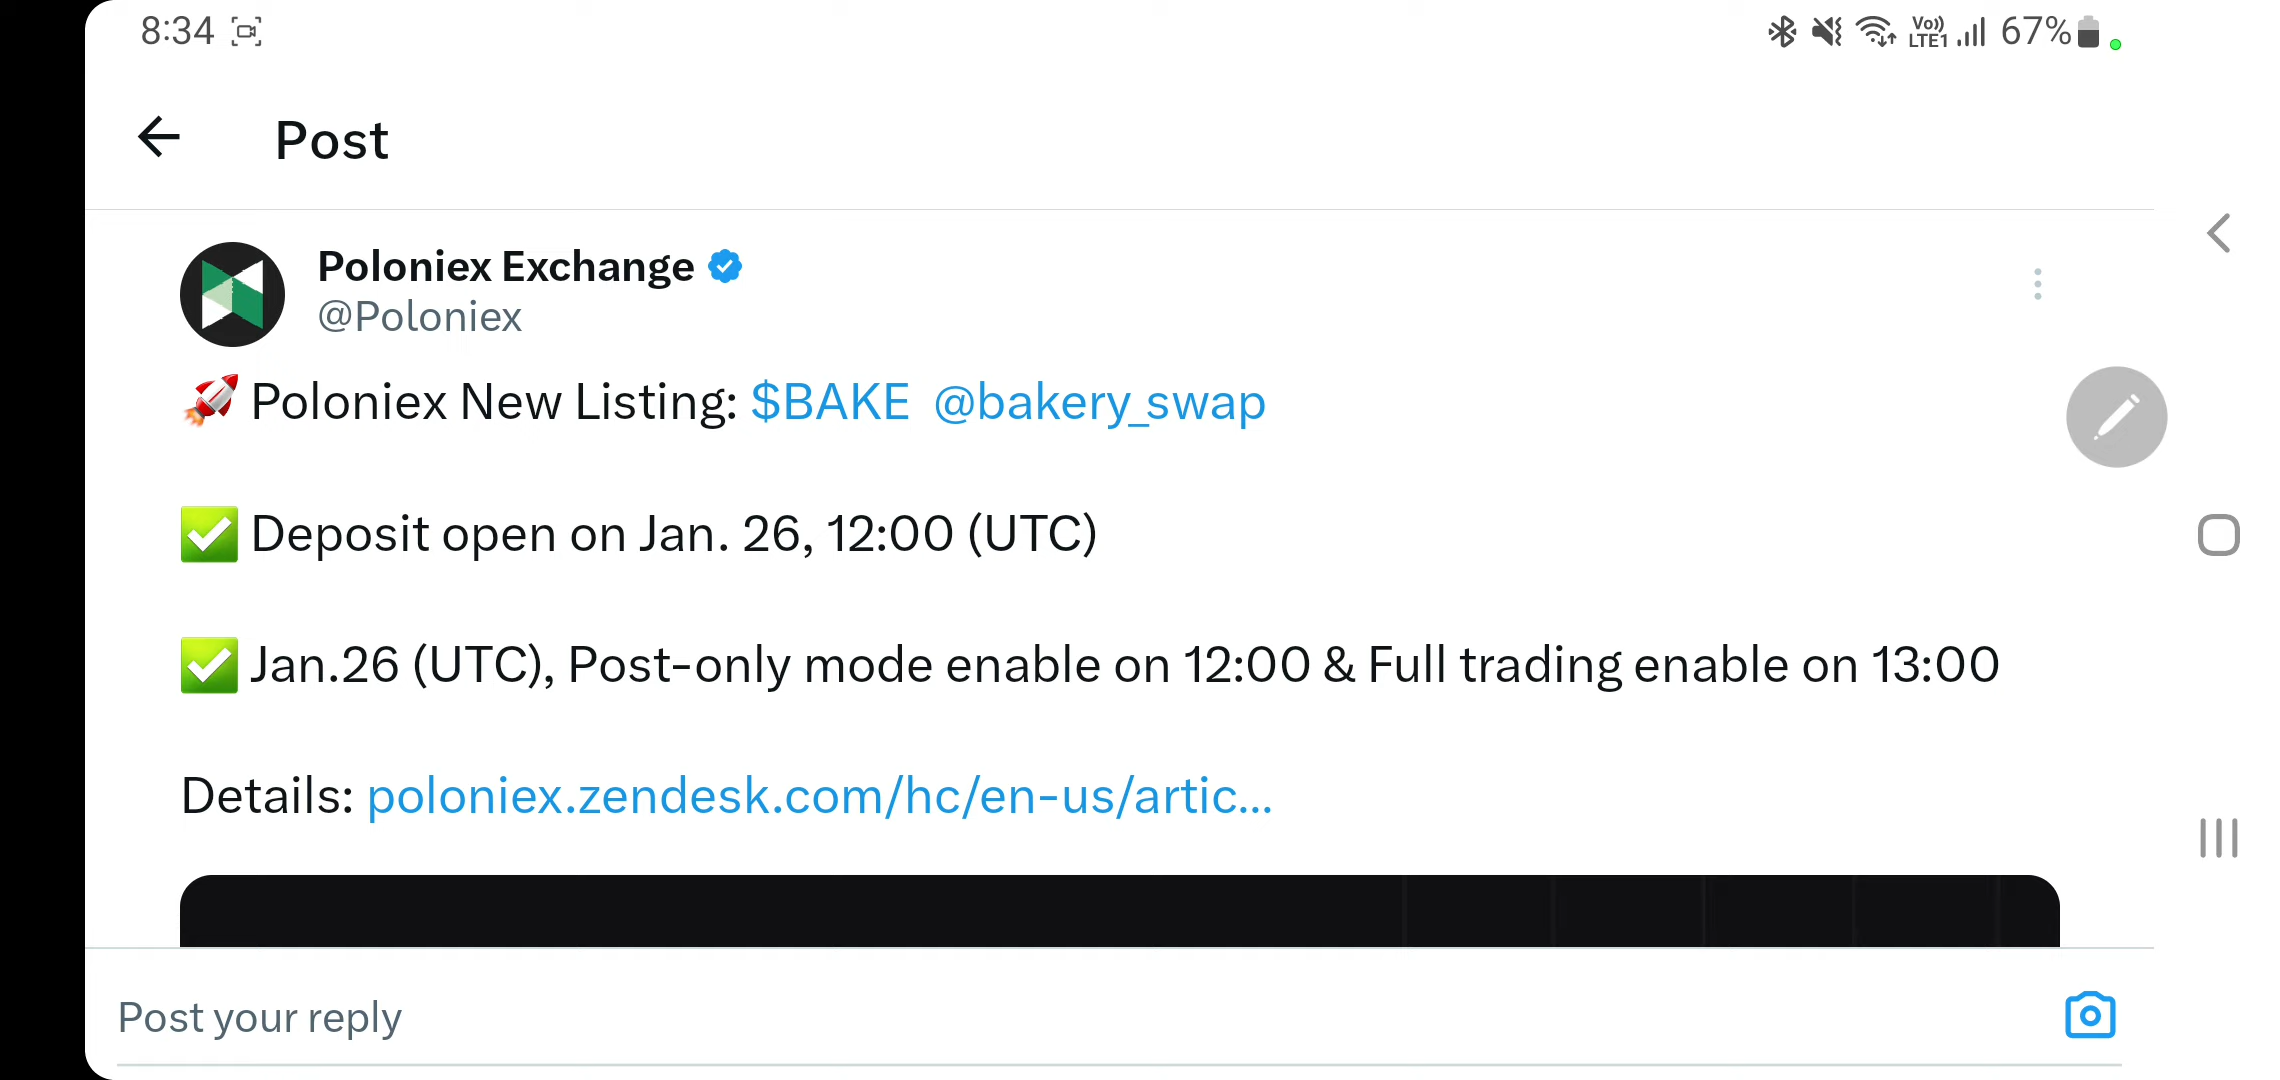 8:34
Vo)) LTE1 67%
Post
Poloniex Exchange
@Poloniex
🚀 Poloniex New Listing: $BAKE @bakery_swap
✅ Deposit open on Jan. 26, 12:00 (UTC)
✅ Jan.26 (UTC), Post-only mode enable on 12:00 & Full trading enable on 13:00
Details: poloniex.zendesk.com/hc/en-us/artic...
Post your reply